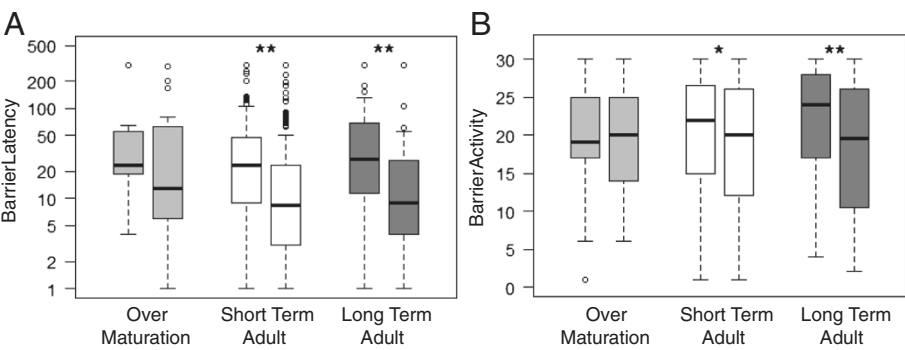 A
BarrierLatency
500
200
100
50
20
10
5
2
1
**
**
Over
Maturation
Short Term
Adult
Long Term
Adult
B
BarrierActivity
30
25
20
15
10
5
0
*
**
Over
Maturation
Short Term
Adult
Long Term
Adult